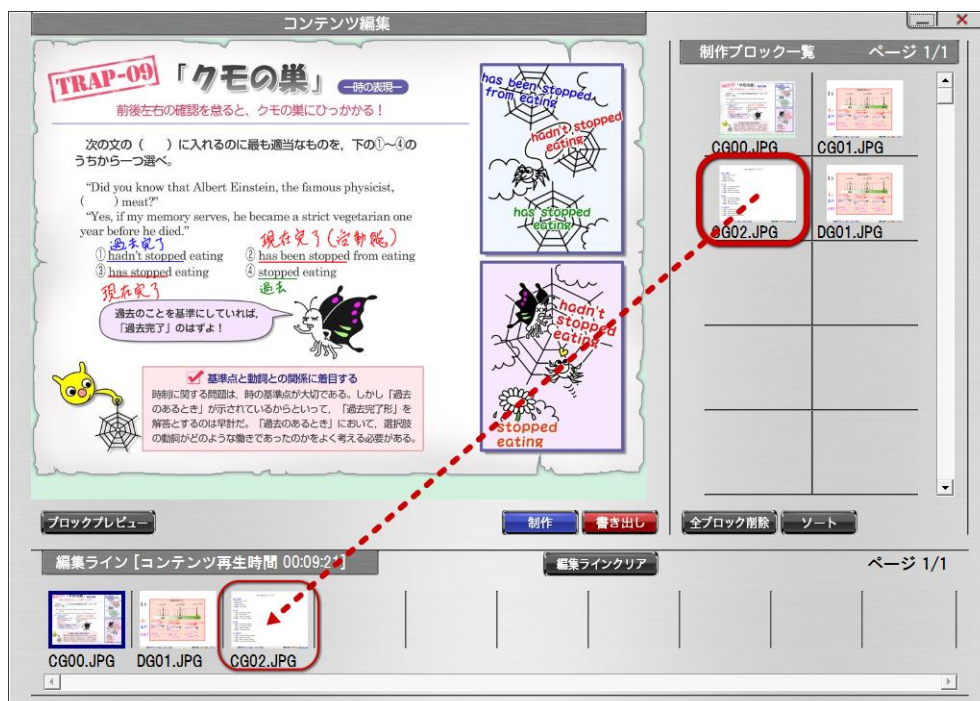 コンテンツ編集
TRAP-09
「クモの巣」
時の表現
前後左右の確認を怠ると、クモの巣にひっかかる！
次の文の（　　）に入れるのに最も適当なものを，下の①～④の
うちから一つ選べ。
“Did you know that Albert Einstein, the famous physicist,
(　　) meat?”
“Yes, if my memory serves, he became a strict vegetarian one
year before he died.”
過去完了
現在完了(受動態)
① hadn't stopped eating　② has been stopped from eating
③ has stopped eating　④ stopped eating
現在完了
過去
過去のことを基準にしていれば，
「過去完了」のはずよ！
基準点と動詞との関係に着目する
時制に関する問題は，時の基準点が大切である。しかし「過去
のあるとき」が示されているからといって，「過去完了形」を
解答とするのは早計だ。「過去のあるとき」において，選択肢
の動詞がどのような働きであったのかをよく考える必要がある。
has been stopped
from eating
hadn't stopped
eating
has stopped
eating
hadn't
stopped
eating
stopped
eating
ブロックプレビュー
制作
書き出し
制作ブロック一覧
ページ 1/1
CG00.JPG
CG01.JPG
CG02.JPG
DG01.JPG
全ブロック削除
ソート
編集ライン [コンテンツ再生時間 00:09:21]
編集ラインクリア
ページ 1/1
CG00.JPG
DG01.JPG
CG02.JPG